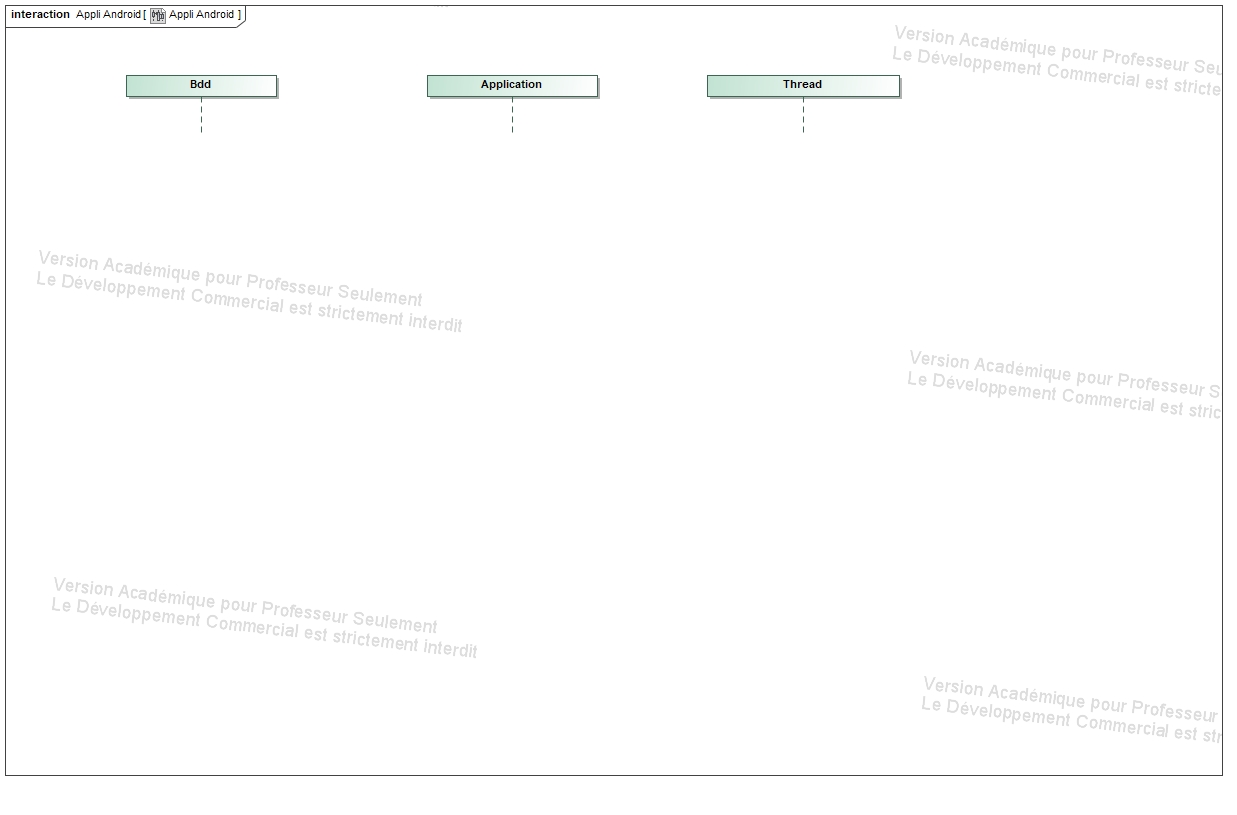 interaction Appli Android [ Appli Android ]
Version Académique pour Professeur Seu
Le Développement Commercial est stricte
Bdd
Application
Thread
Version Académique pour Professeur Seulement
Le Développement Commercial est strictement interdit
Version Académique pour Professeur S
Le Développement Commercial est stric
Version Académique pour Professeur Seulement
Le Développement Commercial est strictement interdit
Version Académique pour Professeur
Le Développement Commercial est str